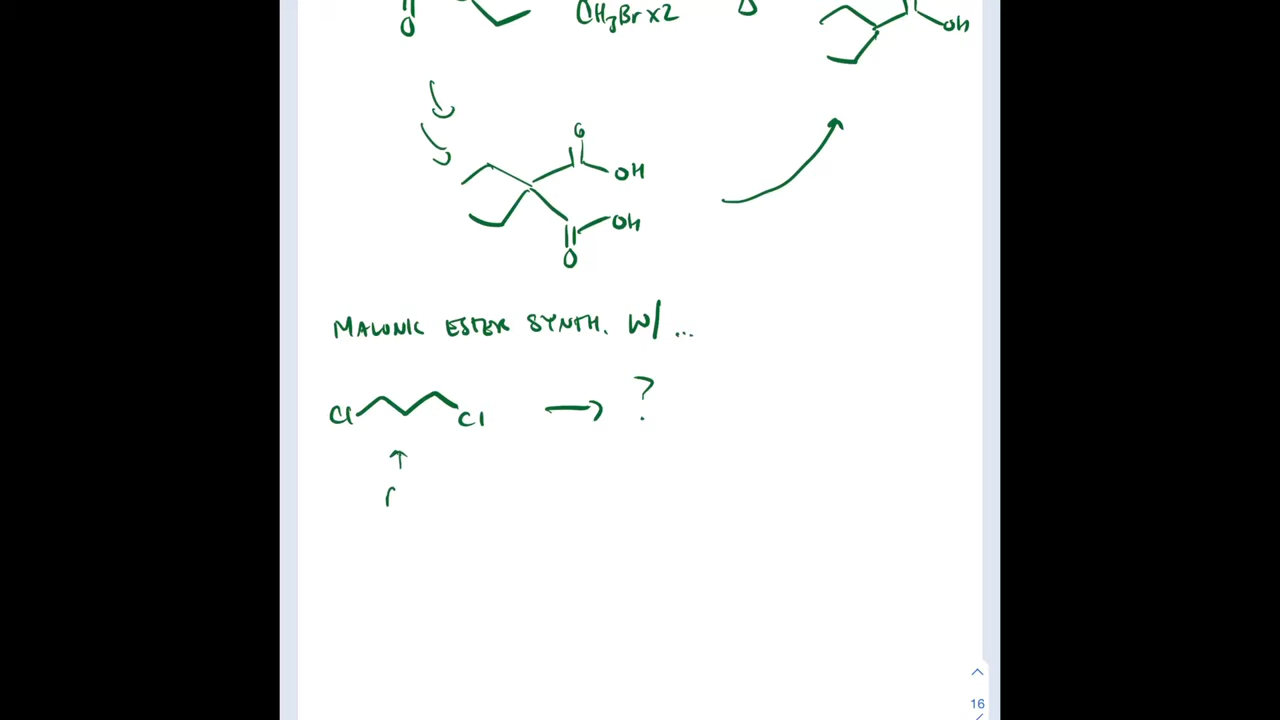 O CH3Br x2 Δ OH
O
OH
OH
O
MALONIC ESTER SYNTH. W/ ...
Cl Cl → ?
↑
r
16